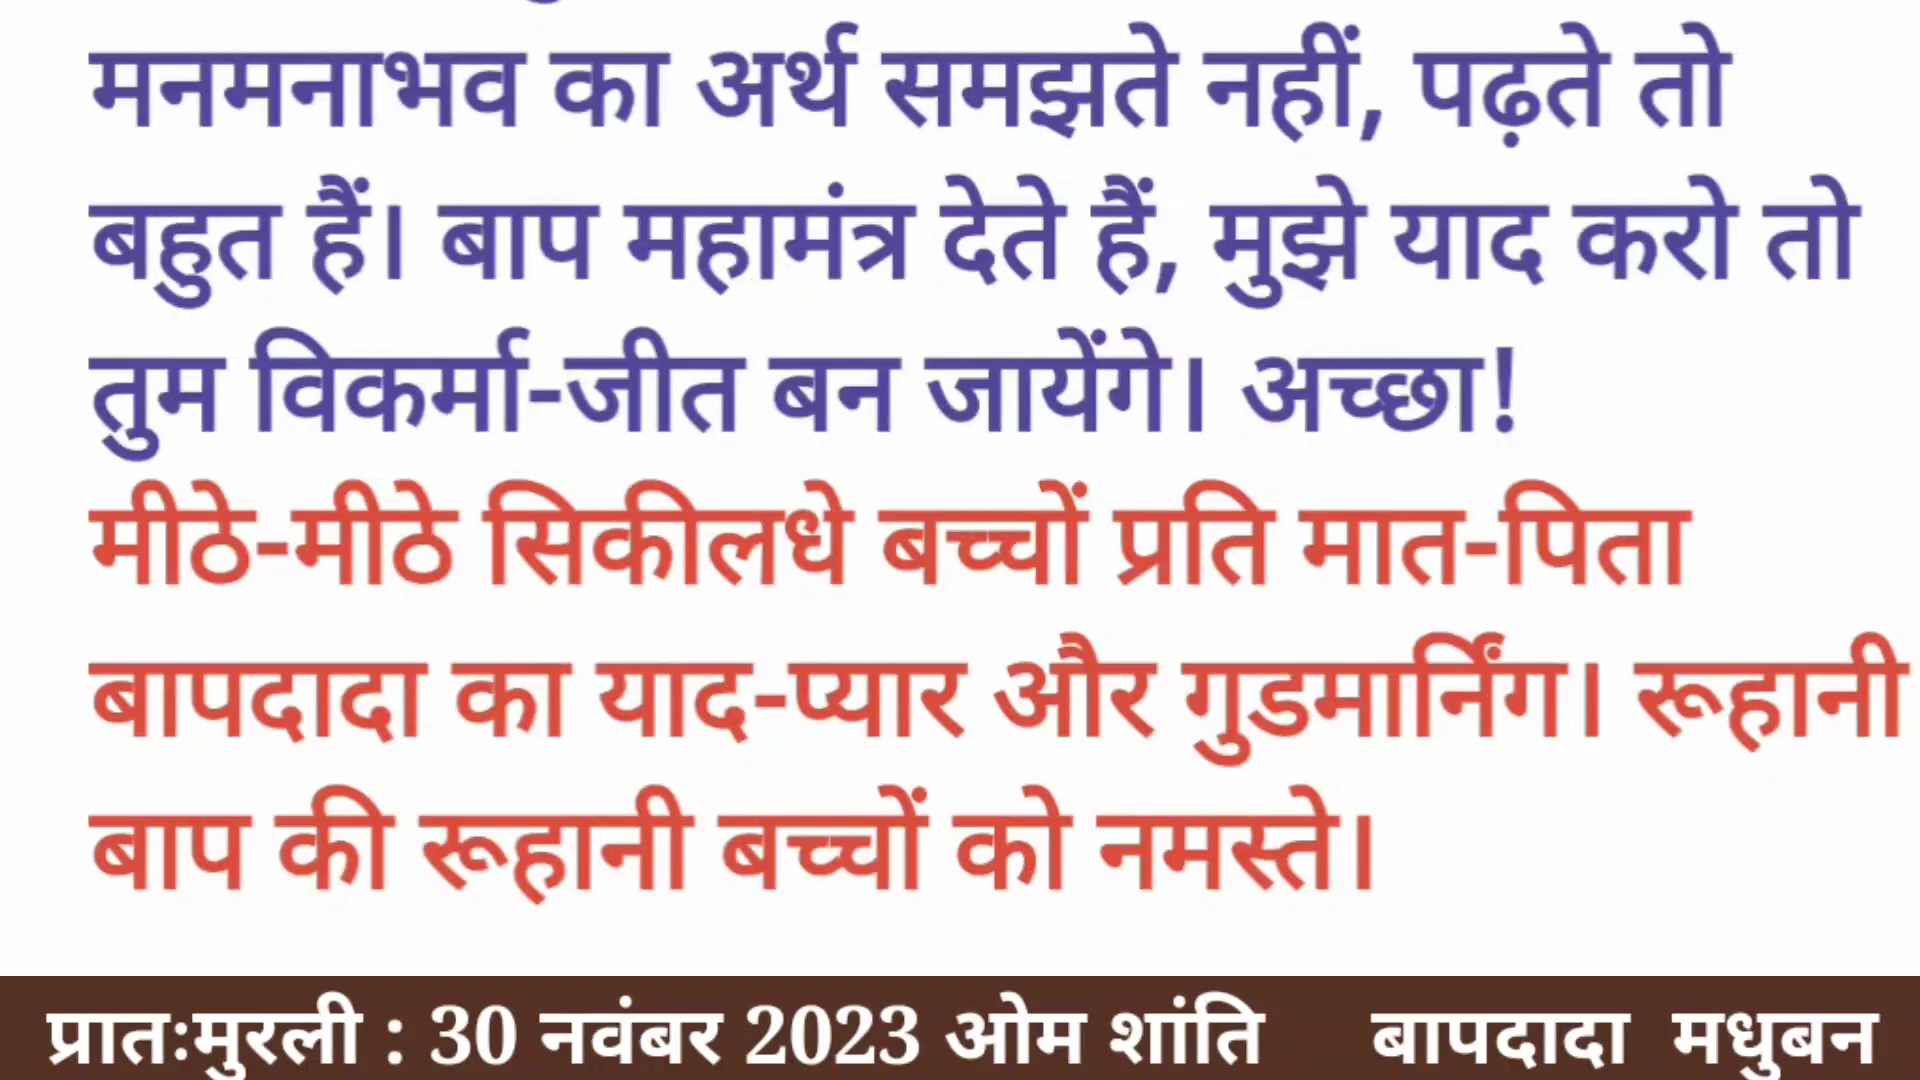 मनमनाभव का अर्थ समझते नहीं, पढ़ते तो
बहुत हैं। बाप महामंत्र देते हैं, मुझे याद करो तो
तुम विकर्मा-जीत बन जायेंगे। अच्छा!
मीठे-मीठे सिकीलधे बच्चों प्रति मात-पिता
बापदादा का याद-प्यार और गुडमार्निंग। रूहानी
बाप की रूहानी बच्चों को नमस्ते।
प्रातःमुरली : 30 नवंबर 2023 ओम शांति बापदादा मधुबन